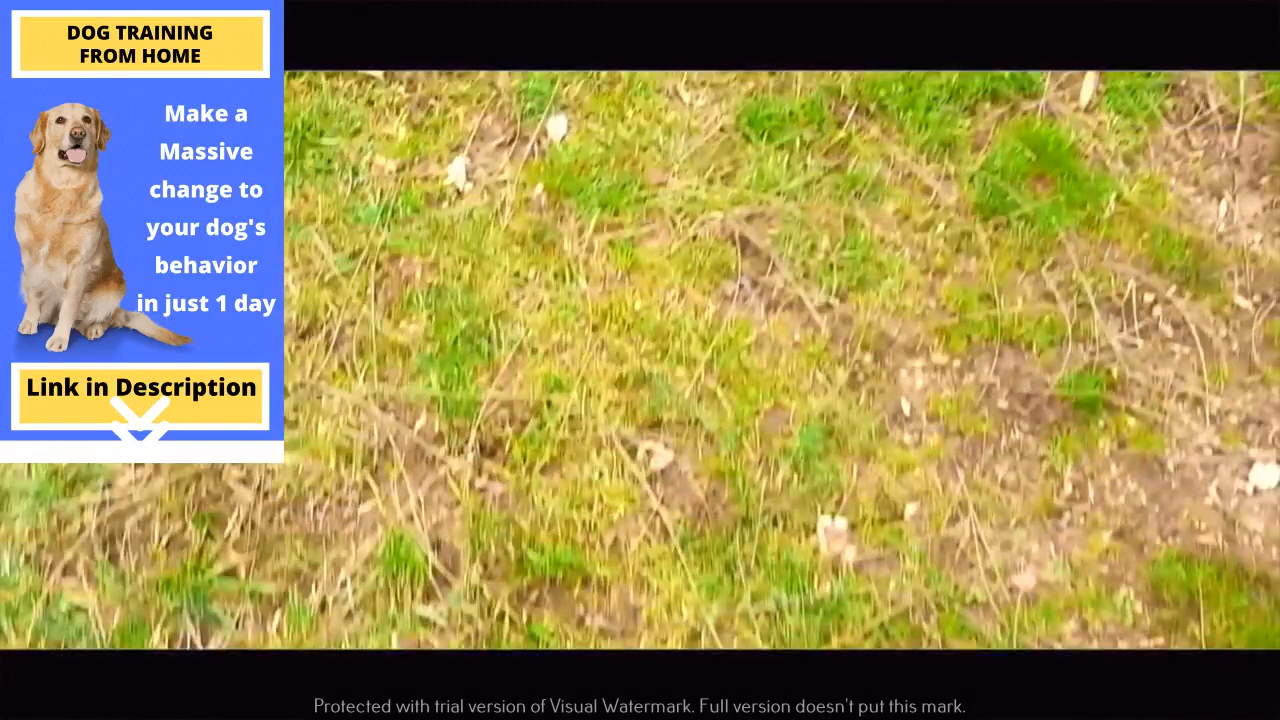 DOG TRAINING
FROM HOME
Make a
Massive
change to
your dog's
behavior
in just 1 day
Link in Description
Protected with trial version of Visual Watermark. Full version doesn't put this mark.